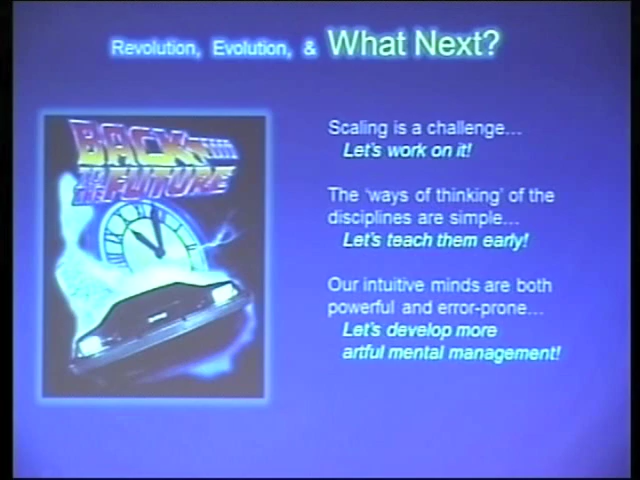 Revolution, Evolution, & What Next?
BACK
TO THE
FUTURE
Scaling is a challenge…
Let's work on it!
The 'ways of thinking' of the
disciplines are simple…
Let's teach them early!
Our intuitive minds are both
powerful and error-prone…
Let's develop more
artful mental management!